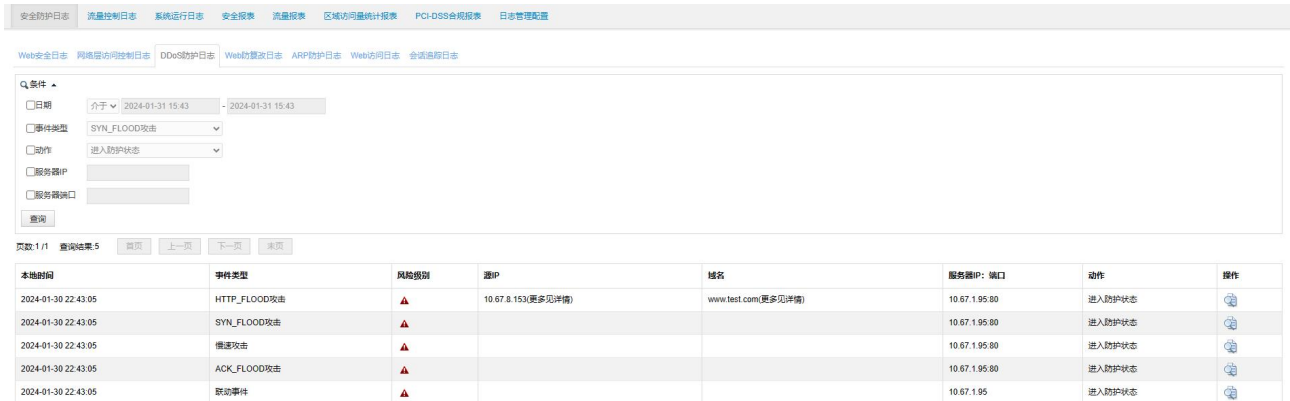 安全防护日志 流量控制日志 系统运行日志 安全报表 流量报表 区域访问量统计报表 PCI-DSS合规报表 日志管理配置
Web安全日志 网络层访问控制日志 DDoS防护日志 Web防篡改日志 ARP防护日志 Web访问日志 会话追踪日志
条件
日期 介于 2024-01-31 15:43 - 2024-01-31 15:43
事件类型 SYN_FLOOD攻击
动作 进入防护状态
服务器IP
服务器端口
查询
页数:1 /1 查询结果:5 首页 上一页 下一页 末页
本地时间 事件类型 风险级别 源IP 域名 服务器IP: 端口 动作 操作
2024-01-30 22:43:05 HTTP_FLOOD攻击 10.67.8.153(更多见详情) www.test.com(更多见详情) 10.67.1.95:80 进入防护状态
2024-01-30 22:43:05 SYN_FLOOD攻击 10.67.1.95:80 进入防护状态
2024-01-30 22:43:05 慢速攻击 10.67.1.95:80 进入防护状态
2024-01-30 22:43:05 ACK_FLOOD攻击 10.67.1.95:80 进入防护状态
2024-01-30 22:43:05 联动事件 10.67.1.95 进入防护状态